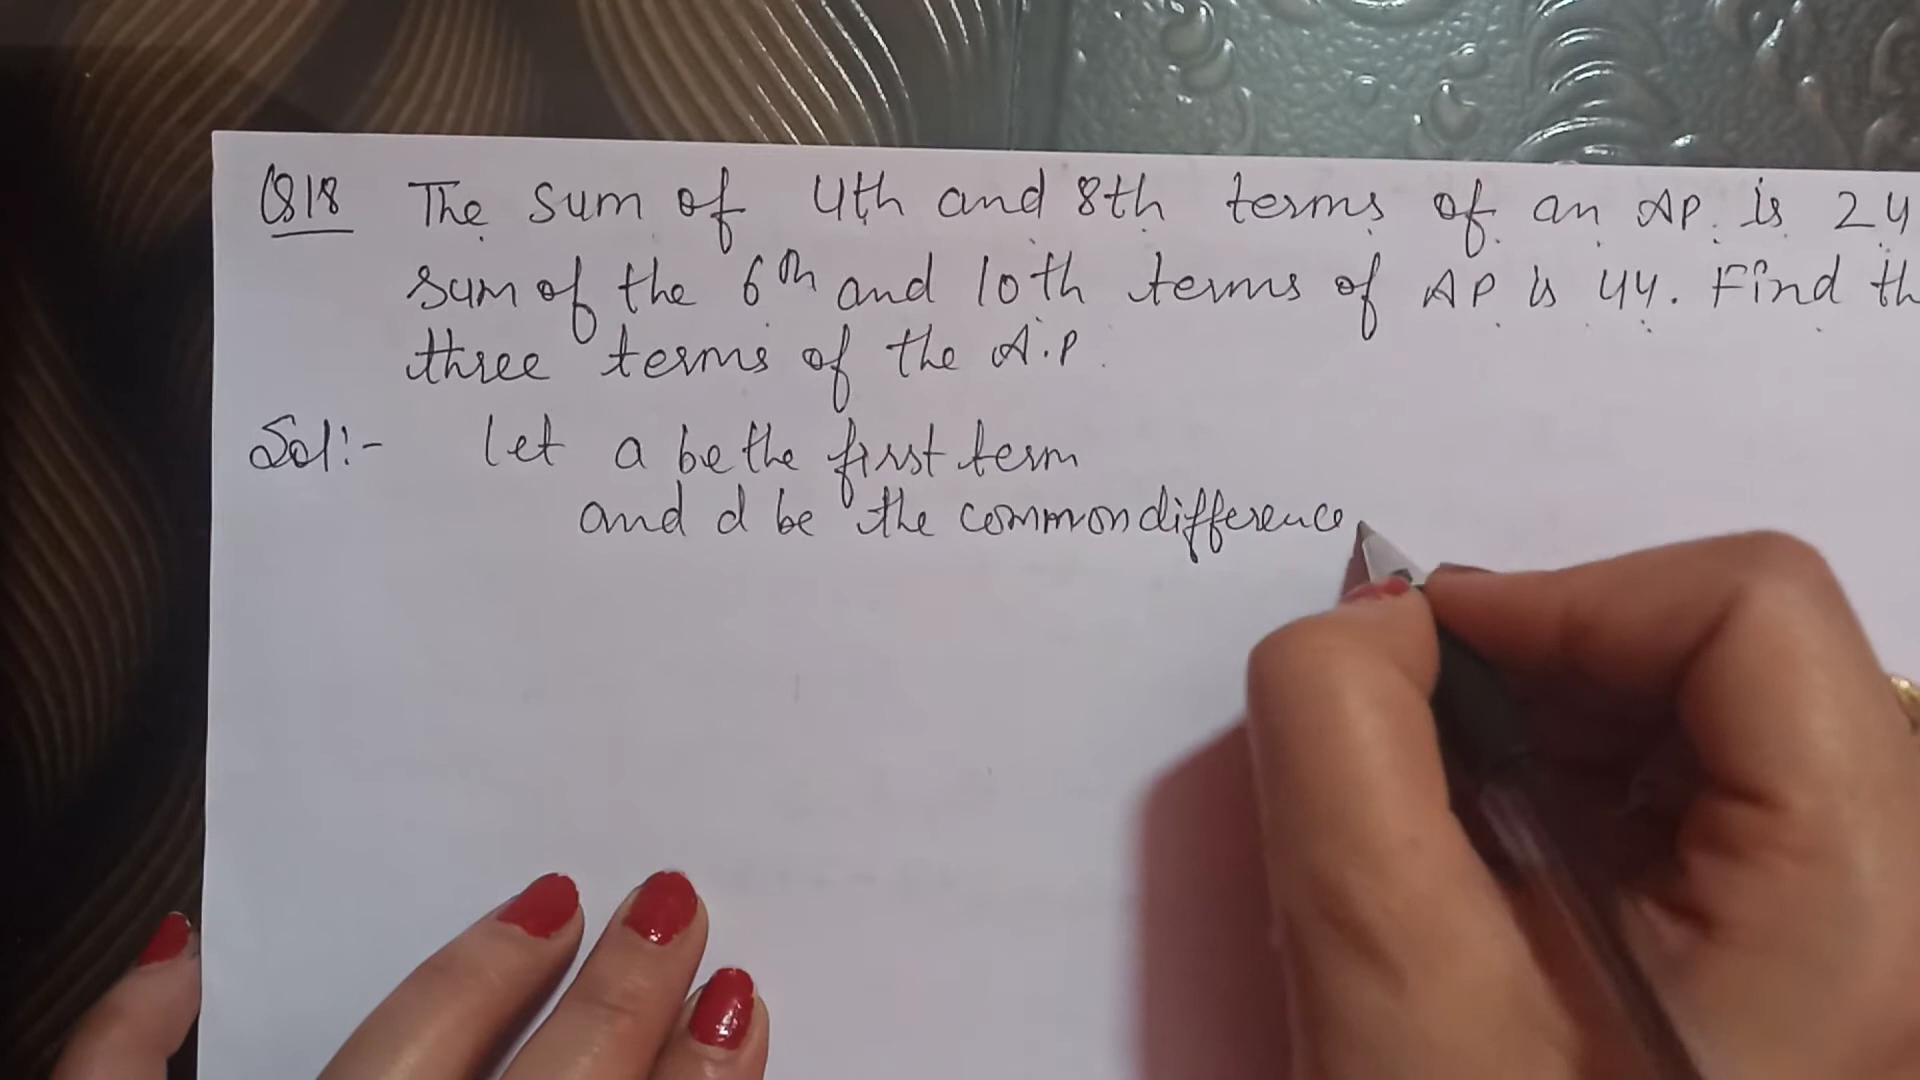 Q18 The sum of 4th and 8th terms of an AP. is 24
sum of the 6th and 10th terms of AP is 44. Find th
three terms of the A.P.
Sol:- let a be the first term
and d be the common difference